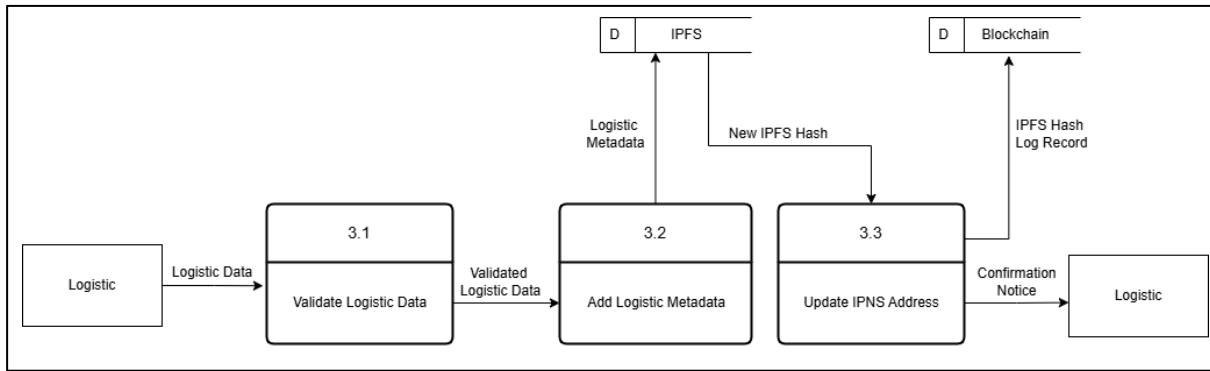 D IPFS
D Blockchain
Logistic
Metadata
New IPFS Hash
IPFS Hash
Log Record
3.1
3.2
3.3
Logistic
Logistic Data
Validate Logistic Data
Validated
Logistic Data
Add Logistic Metadata
Update IPNS Address
Confirmation
Notice
Logistic